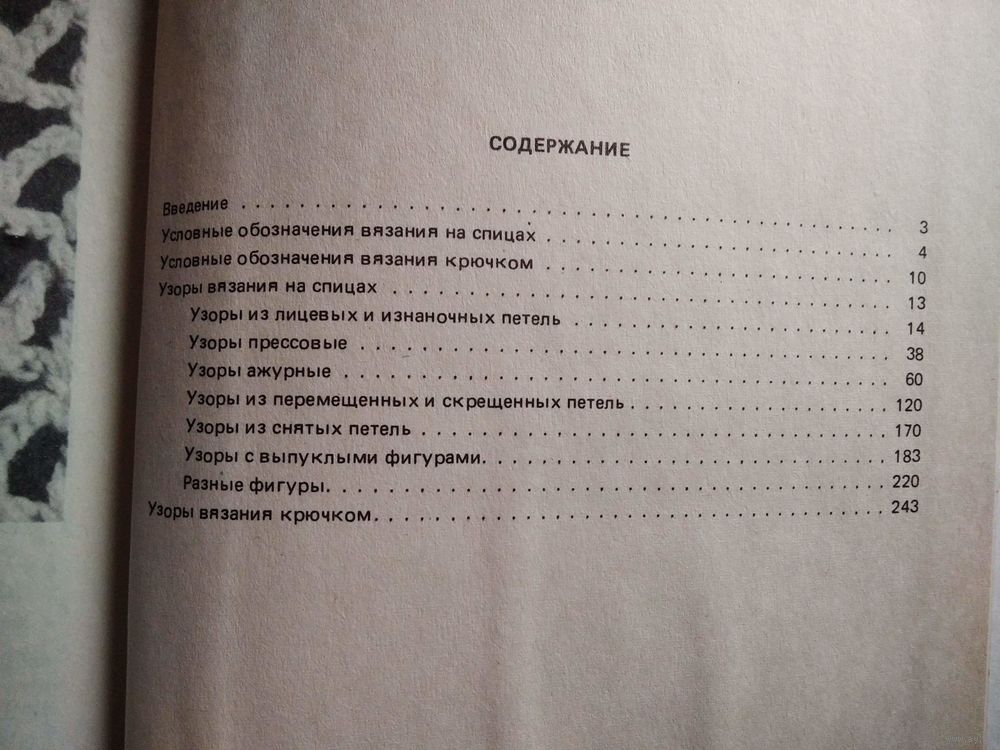 СОДЕРЖАНИЕ
Введение . . . . . . . . . . . . . . . . . . . . . . . . . . . . . . . . . . . . 3
Условные обозначения вязания на спицах . . . . . . . . . . . . . . . . . . . 4
Условные обозначения вязания крючком . . . . . . . . . . . . . . . . . . . 10
Узоры вязания на спицах . . . . . . . . . . . . . . . . . . . . . . . . . . . 13
Узоры из лицевых и изнаночных петель . . . . . . . . . . . . . . . . . . 14
Узоры прессовые . . . . . . . . . . . . . . . . . . . . . . . . . . . . . 38
Узоры ажурные . . . . . . . . . . . . . . . . . . . . . . . . . . . . . . 60
Узоры из перемещенных и скрещенных петель . . . . . . . . . . . . . . 120
Узоры из снятых петель . . . . . . . . . . . . . . . . . . . . . . . . . . 170
Узоры с выпуклыми фигурами. . . . . . . . . . . . . . . . . . . . . . . 183
Разные фигуры. . . . . . . . . . . . . . . . . . . . . . . . . . . . . . . 220
Узоры вязания крючком. . . . . . . . . . . . . . . . . . . . . . . . . . . . 243